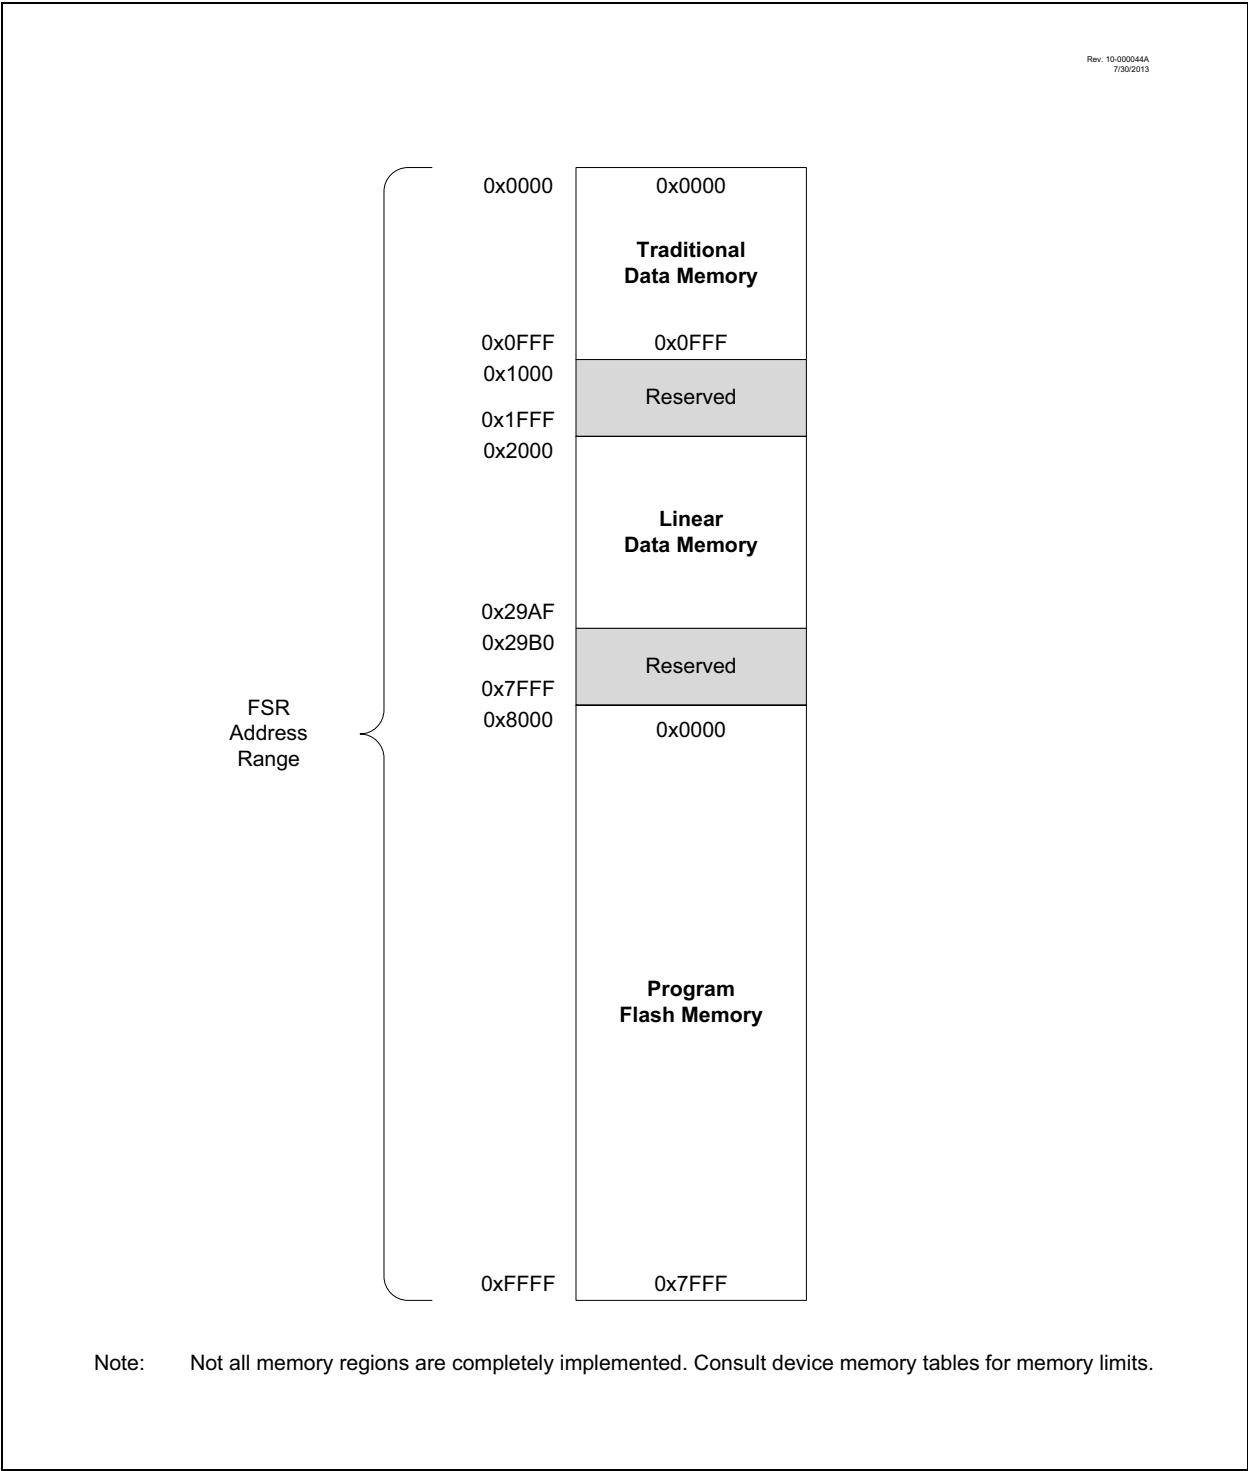 Rev. 10-000044A
7/30/2013
0x0000 0x0000
Traditional
Data Memory
0x0FFF 0x0FFF
0x1000
Reserved
0x1FFF
0x2000
Linear
Data Memory
0x29AF
0x29B0
Reserved
0x7FFF
0x8000
0x0000
FSR
Address
Range
Program
Flash Memory
0xFFFF 0x7FFF
Note: Not all memory regions are completely implemented. Consult device memory tables for memory limits.